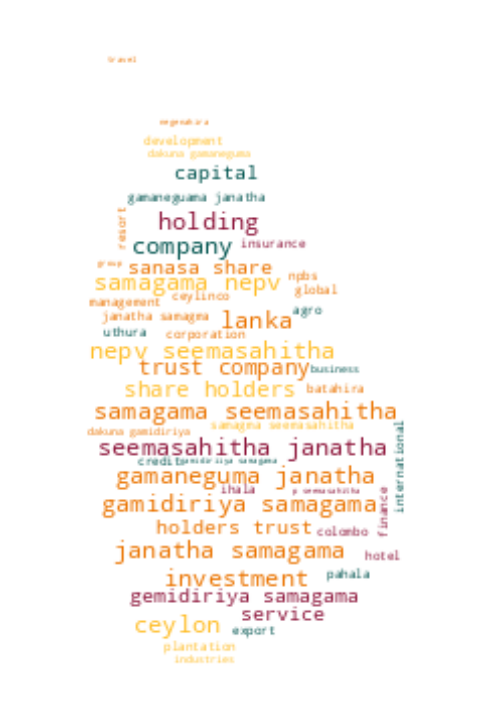 travel
negenahira
development
dakuna gamaneguma
capital
gamaneguama janatha
resort
holding
company
insurance
group
sanasa share
npbs
samagama nepv
global
management
ceylinco
agro
janatha samagma
lanka
uthura
corporation
nepv seemasahitha
trust company
business
share holders
batahira
samagama seemasahitha
samagma seemasahitha
dakuna gamidiriya
international
seemasahitha janatha
credit
gamidiriya samagama
gamaneguma janatha
ihala
finance
gamidiriya samagama
holders trust
colombo
janatha samagama
hotel
investment
pahala
gemidiriya samagama
service
ceylon
export
plantation
industries